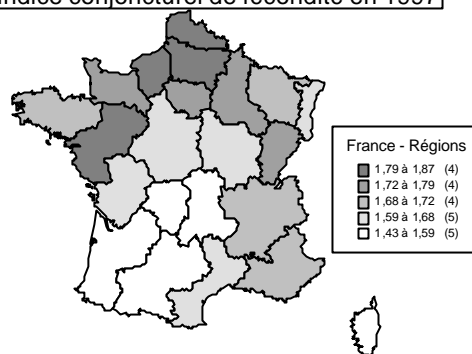 indice conjoncturel de fécondité en 1997
France - Régions
1,79 à 1,87 (4)
1,72 à 1,79 (4)
1,68 à 1,72 (4)
1,59 à 1,68 (5)
1,43 à 1,59 (5)